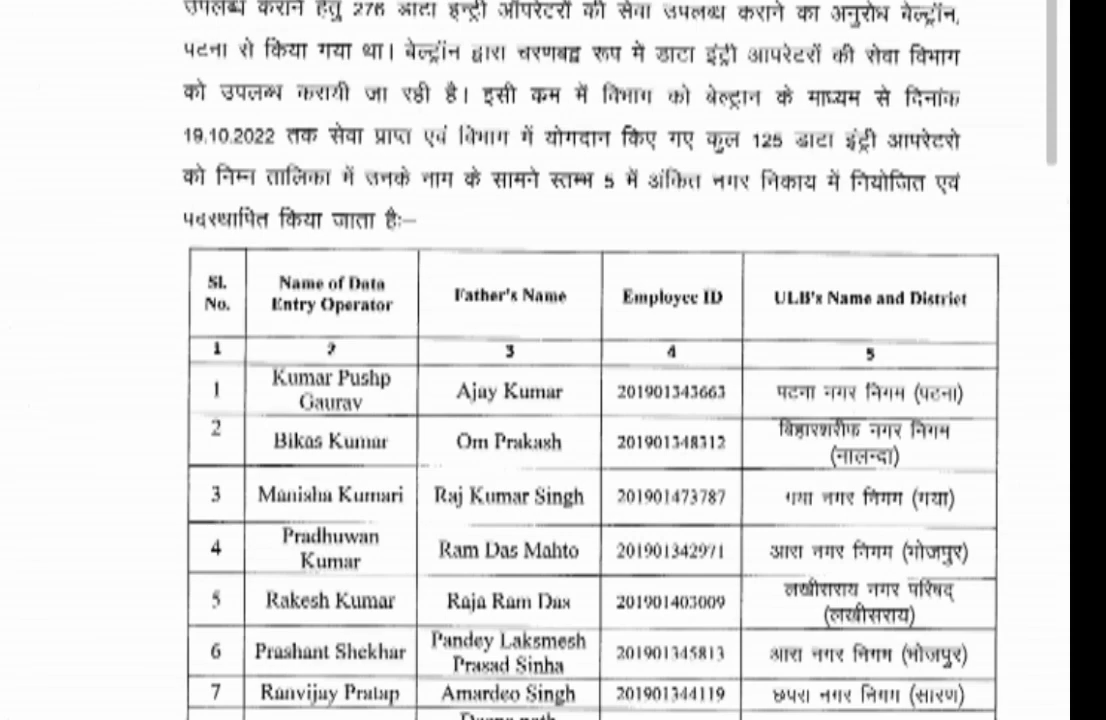 उपलब्ध कराने हेतु 276 डाटा इन्ट्री ऑपरेटरों की सेवा उपलब्ध कराने का अनुरोध बेल्ट्रॉन,
पटना से किया गया था। बेल्ट्रॉन द्वारा चरणबद्व रूप मे डाटा इंट्री आपरेटरों की सेवा विभाग
को उपलब्ध करायी जा रही है। इसी कम में विभाग को बेल्ट्रान के माध्यम से दिनांक
19.10.2022 तक सेवा प्राप्त एवं विभाग में योगदान किए गए कुल 125 डाटा इंट्री आपरेटरो
को निम्न तालिका में उनके नाम के सामने स्तम्भ 5 में अंकित नगर निकाय में नियोजित एवं
पदस्थापित किया जाता हैः–
Sl. No. Name of Data Entry Operator Father's Name Employee ID ULB's Name and District
1 2 3 4 5
1 Kumar Pushp Gaurav Ajay Kumar 201901343663 पटना नगर निगम (पटना)
2 Bikas Kumar Om Prakash 201901348312 बिहारशरीफ नगर निगम (नालन्दा)
3 Manisha Kumari Raj Kumar Singh 201901473787 गया नगर निगम (गया)
4 Pradhuwan Kumar Ram Das Mahto 201901342971 आरा नगर निगम (भोजपुर)
5 Rakesh Kumar Raja Ram Das 201901403009 लखीसराय नगर परिषद् (लखीसराय)
6 Prashant Shekhar Pandey Laksmesh Prasad Sinha 201901345813 आरा नगर निगम (भोजपुर)
7 Ranvijay Pratap Amardeo Singh 201901344119 छपरा नगर निगम (सारण)